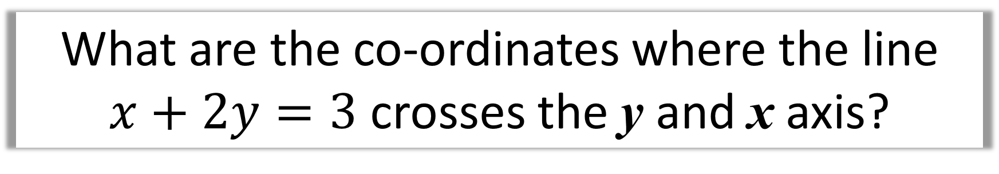 What are the co-ordinates where the line
x + 2y = 3 crosses the y and x axis?